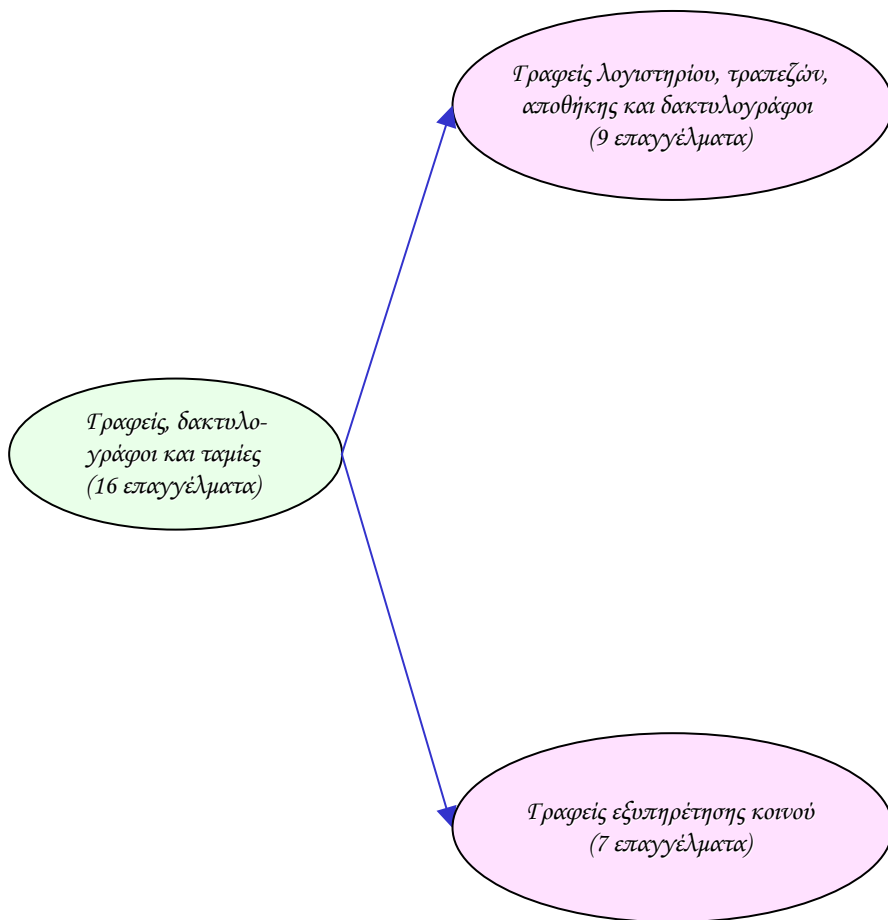 Γραφείς λογιστηρίου, τραπεζών,
αποθήκης και δακτυλογράφοι
(9 επαγγέλματα)
Γραφείς, δακτυλο-
γράφοι και ταμίες
(16 επαγγέλματα)
Γραφείς εξυπηρέτησης κοινού
(7 επαγγέλματα)